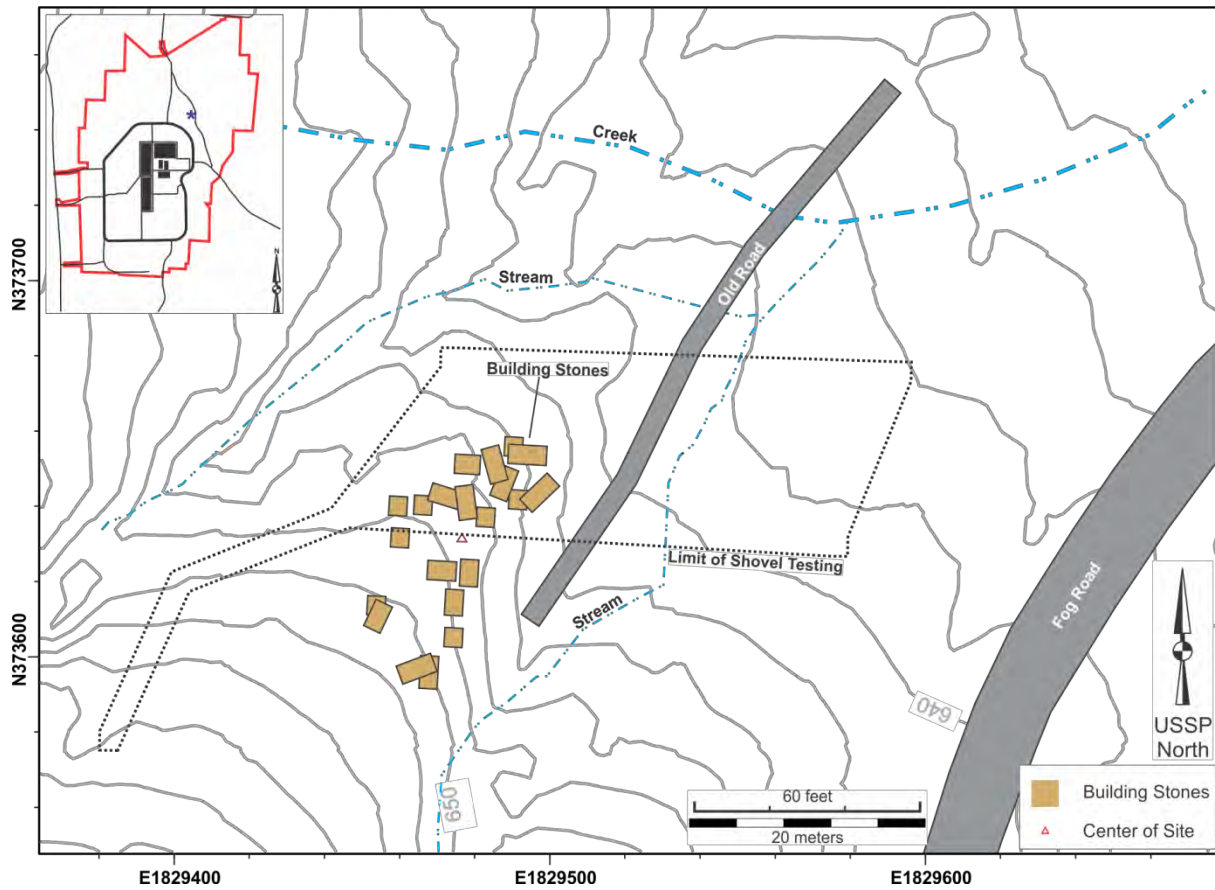 N
Creek
Stream
Old Road
Building Stones
Limit of Shovel Testing
Stream
Fog Road
640
650
USSP
North
60 feet
20 meters
Building Stones
Center of Site
N373700
N373600
E1829400
E1829500
E1829600